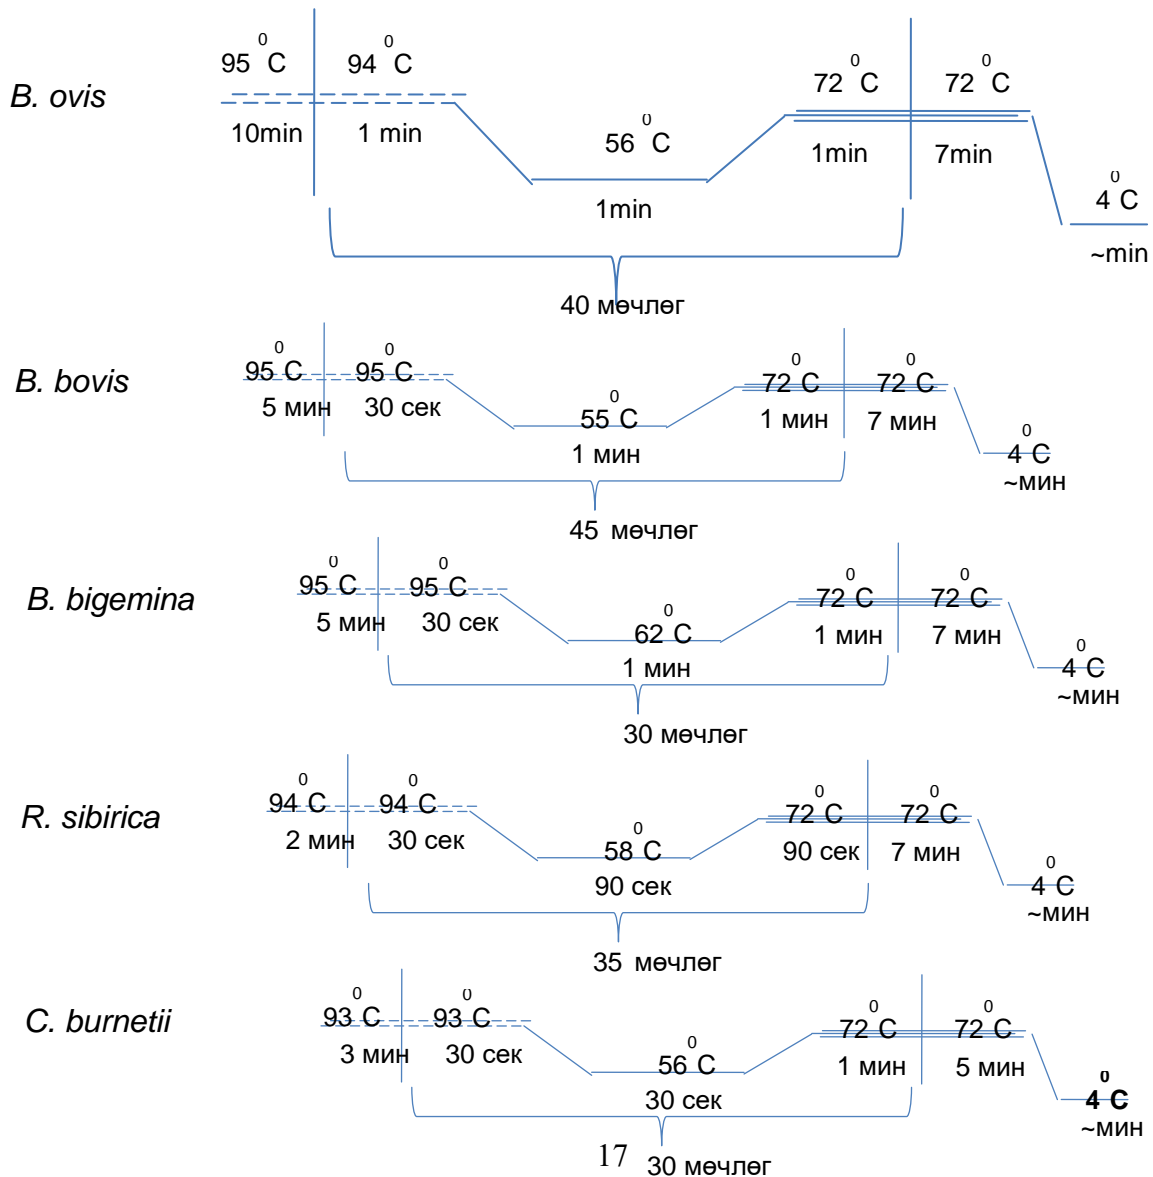 B. ovis
95 ⁰C 94 ⁰C 72 ⁰C 72 ⁰C
10min 1 min 56 ⁰C 1min 7min
1min 4 ⁰C
~min
40 мөчлөг
B. bovis
95 ⁰C 95 ⁰C 72 ⁰C 72 ⁰C
5 мин 30 сек 55 ⁰C 1 мин 7 мин
1 мин 4 ⁰C
~мин
45 мөчлөг
B. bigemina
95 ⁰C 95 ⁰C 72 ⁰C 72 ⁰C
5 мин 30 сек 62 ⁰C 1 мин 7 мин
1 мин 4 ⁰C
~мин
30 мөчлөг
R. sibirica
94 ⁰C 94 ⁰C 72 ⁰C 72 ⁰C
2 мин 30 сек 58 ⁰C 90 сек 7 мин
90 сек 4 ⁰C
~мин
35 мөчлөг
C. burnetii
93 ⁰C 93 ⁰C 72 ⁰C 72 ⁰C
3 мин 30 сек 56 ⁰C 1 мин 5 мин
30 сек 4 ⁰C
~мин
17 30 мөчлөг